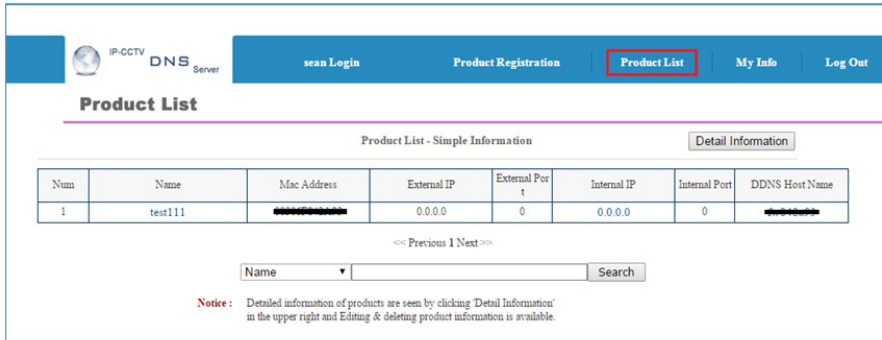 IP-CCTV DNS Server
sean Login Product Registration Product List My Info Log Out
Product List
Product List - Simple Information Detail Information
Num Name Mac Address External IP External Port Internal IP Internal Port DDNS Host Name
1 test111 0.0.0.0 0 0.0.0.0 0
<< Previous 1 Next >>
Name Search
Notice : Detailed information of products are seen by clicking 'Detail Information'
in the upper right and Editing & deleting product information is available.